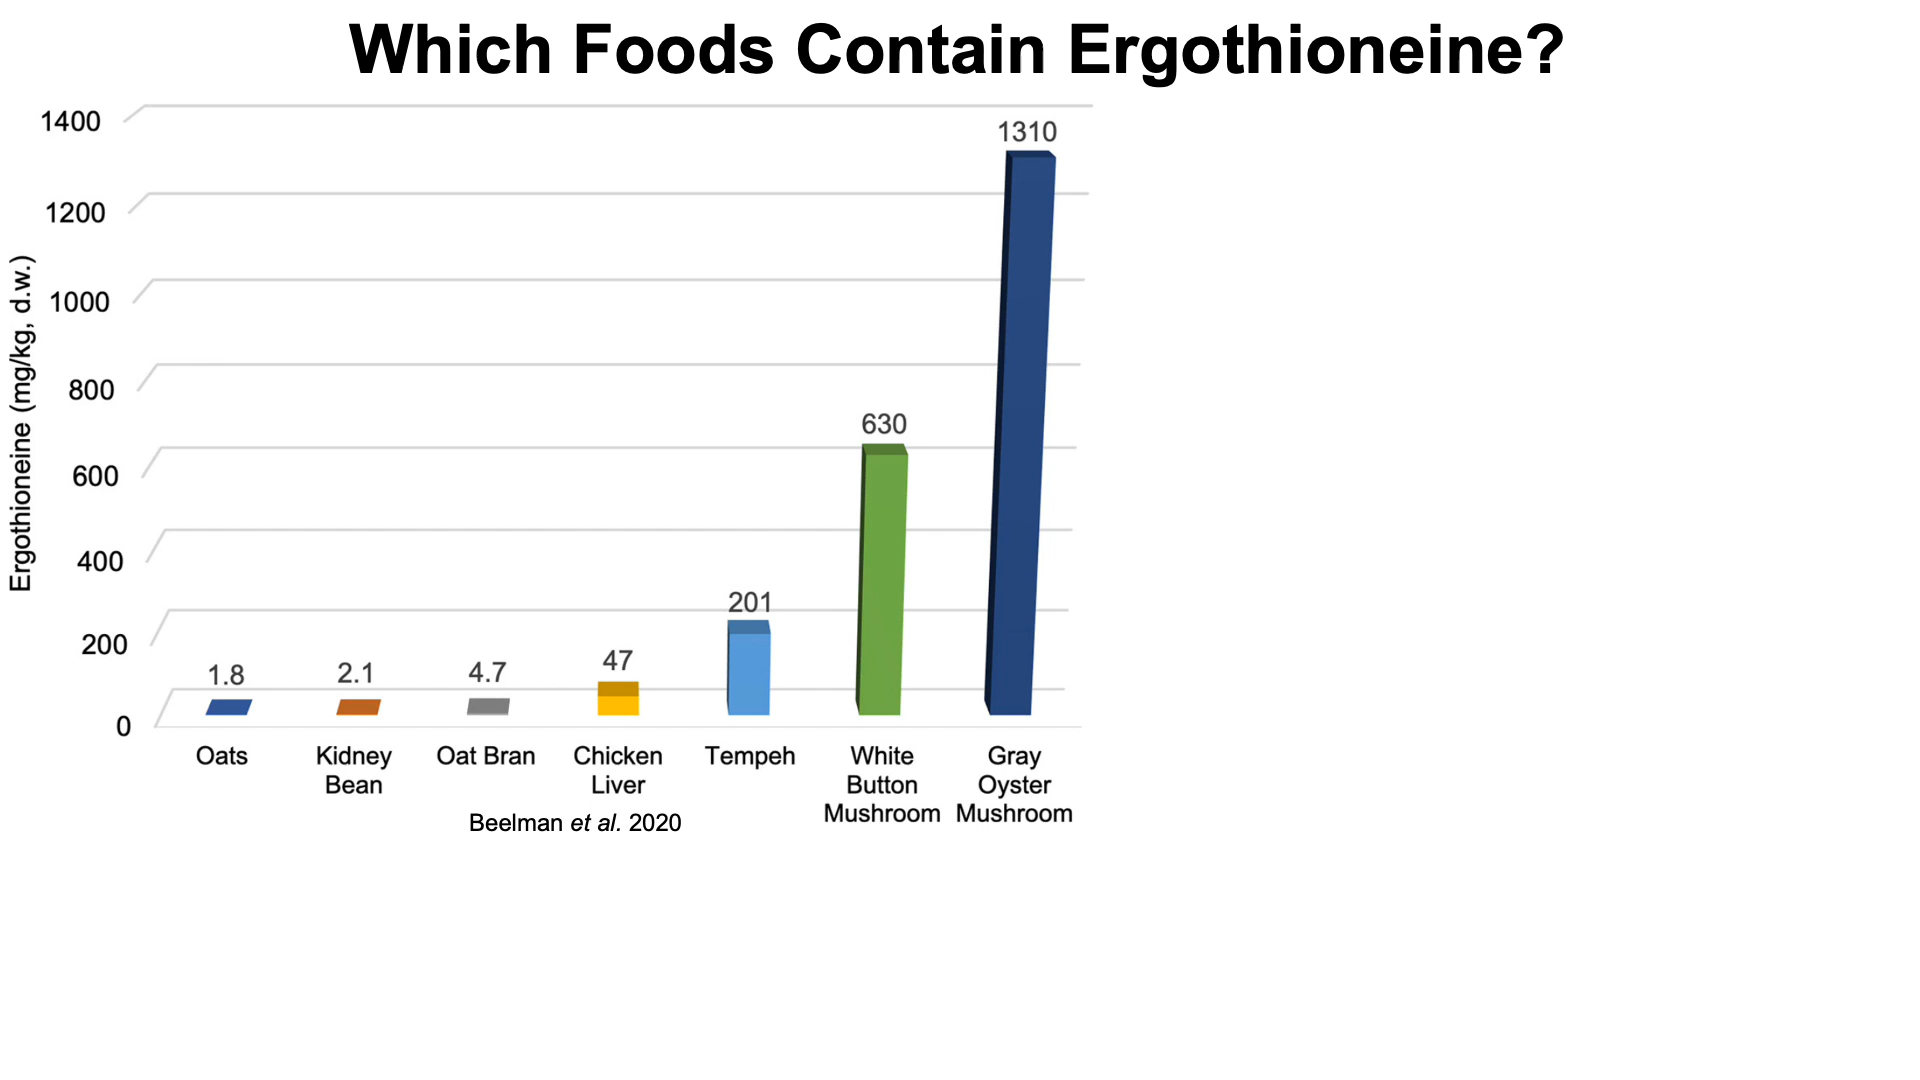 Which Foods Contain Ergothioneine?
Ergothioneine (mg/kg, d.w.)
1400
1200
1000
800
600
400
200
0
1.8
2.1
4.7
47
201
630
1310
Oats
Kidney
Bean
Oat Bran
Chicken
Liver
Tempeh
White
Button
Mushroom
Gray
Oyster
Mushroom
Beelman et al. 2020